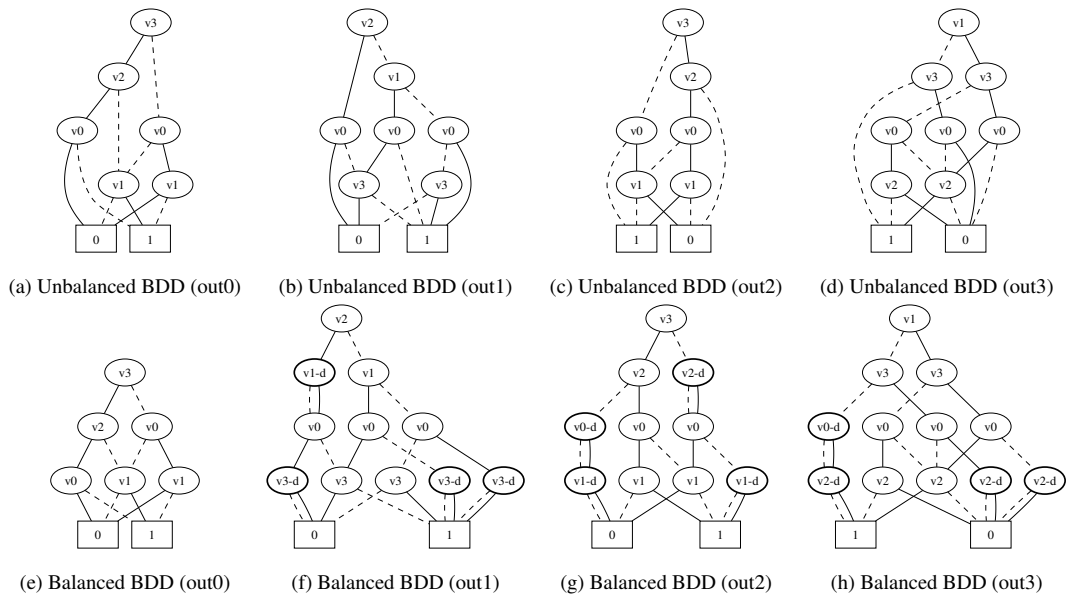 v3
v2
v0
v0
v1
v1
0
1
(a) Unbalanced BDD (out0)
v2
v1
v0
v0
v0
v3
v3
0
1
(b) Unbalanced BDD (out1)
v3
v2
v0
v0
v1
v1
1
0
(c) Unbalanced BDD (out2)
v1
v3
v3
v0
v0
v0
v2
v2
1
0
(d) Unbalanced BDD (out3)
v3
v2
v0
v0
v1
v1
0
1
(e) Balanced BDD (out0)
v2
v1-d
v1
v0
v0
v0
v3-d
v3
v3
v3-d
v3-d
0
1
(f) Balanced BDD (out1)
v3
v2
v2-d
v0-d
v0
v0
v1-d
v1
v1
v1-d
0
1
(g) Balanced BDD (out2)
v1
v3
v3
v0-d
v0
v0
v0
v2-d
v2
v2
v2-d
v2-d
1
0
(h) Balanced BDD (out3)